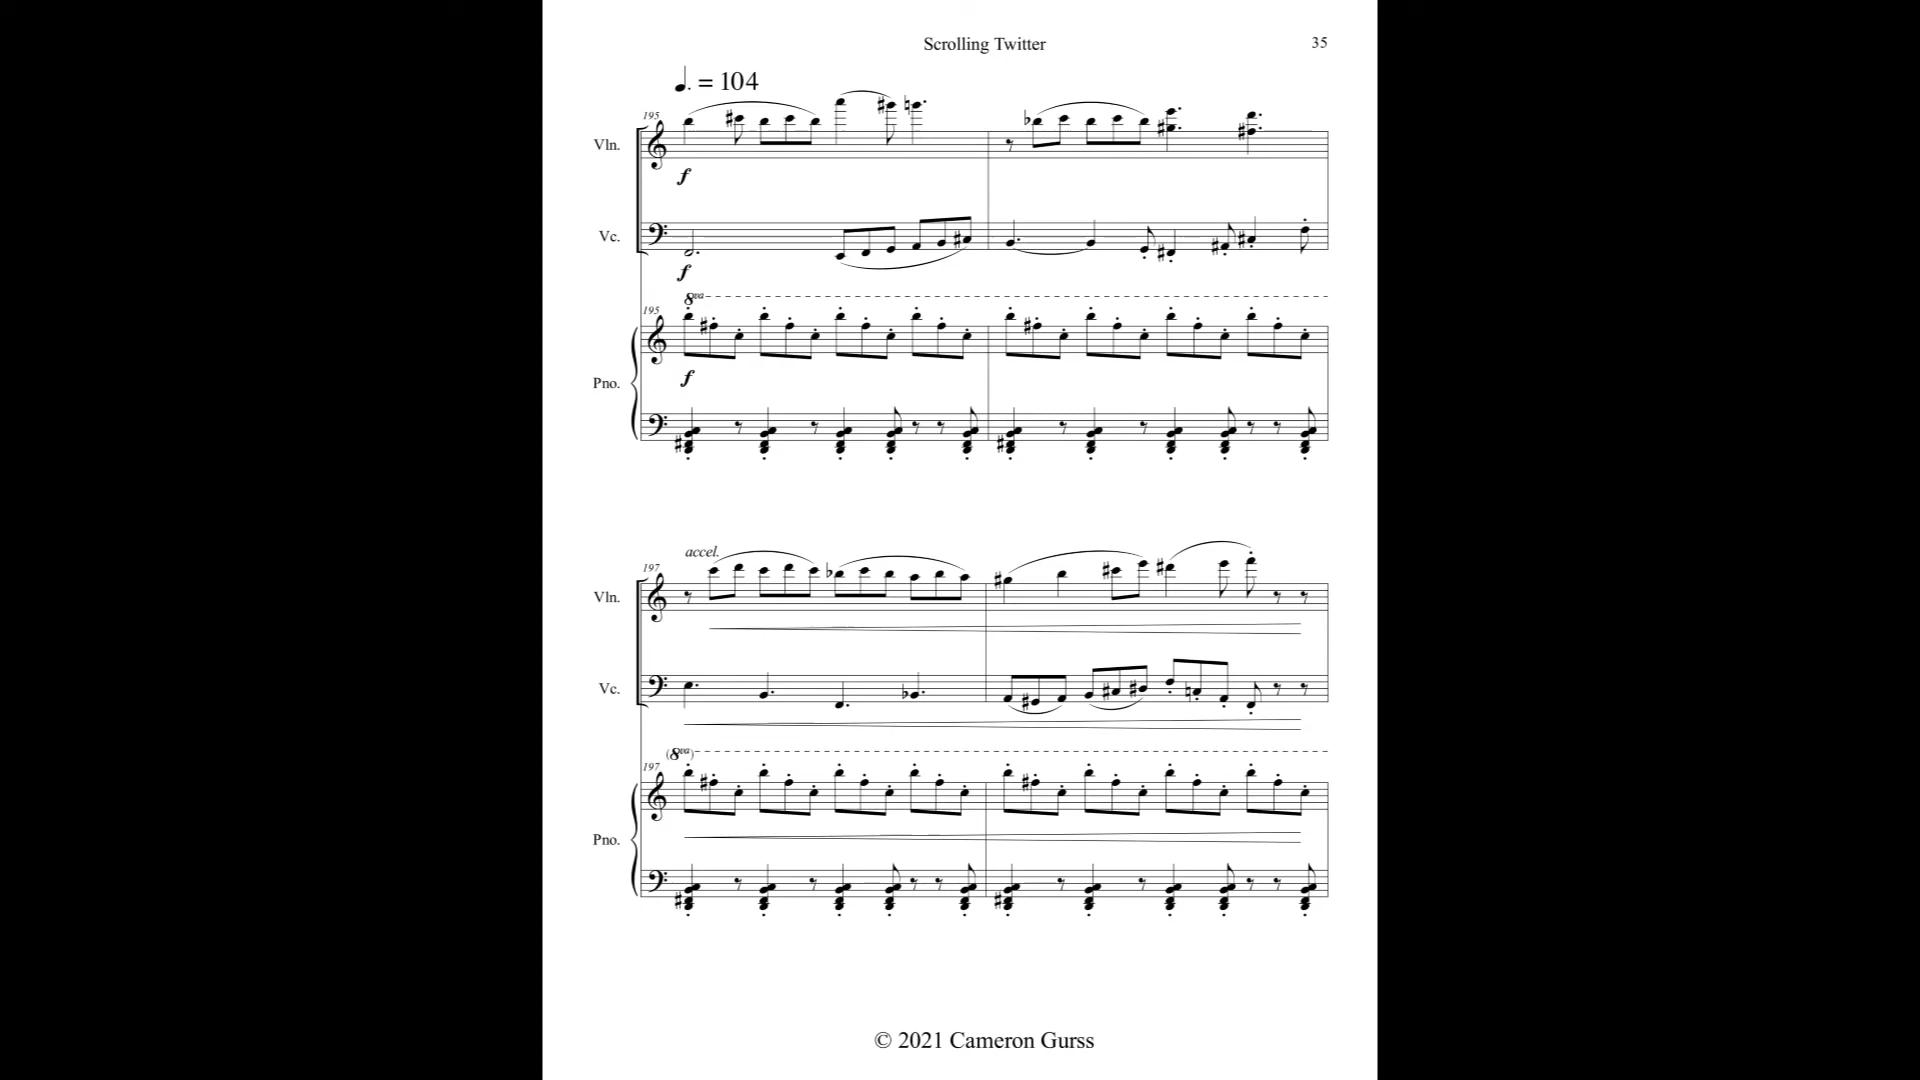 Scrolling Twitter
35
♩. = 104
195
Vln.
f
Vc.
f
8va
195
f
Pno.
accel.
197
Vln.
Vc.
(8va)
197
Pno.
© 2021 Cameron Gurss